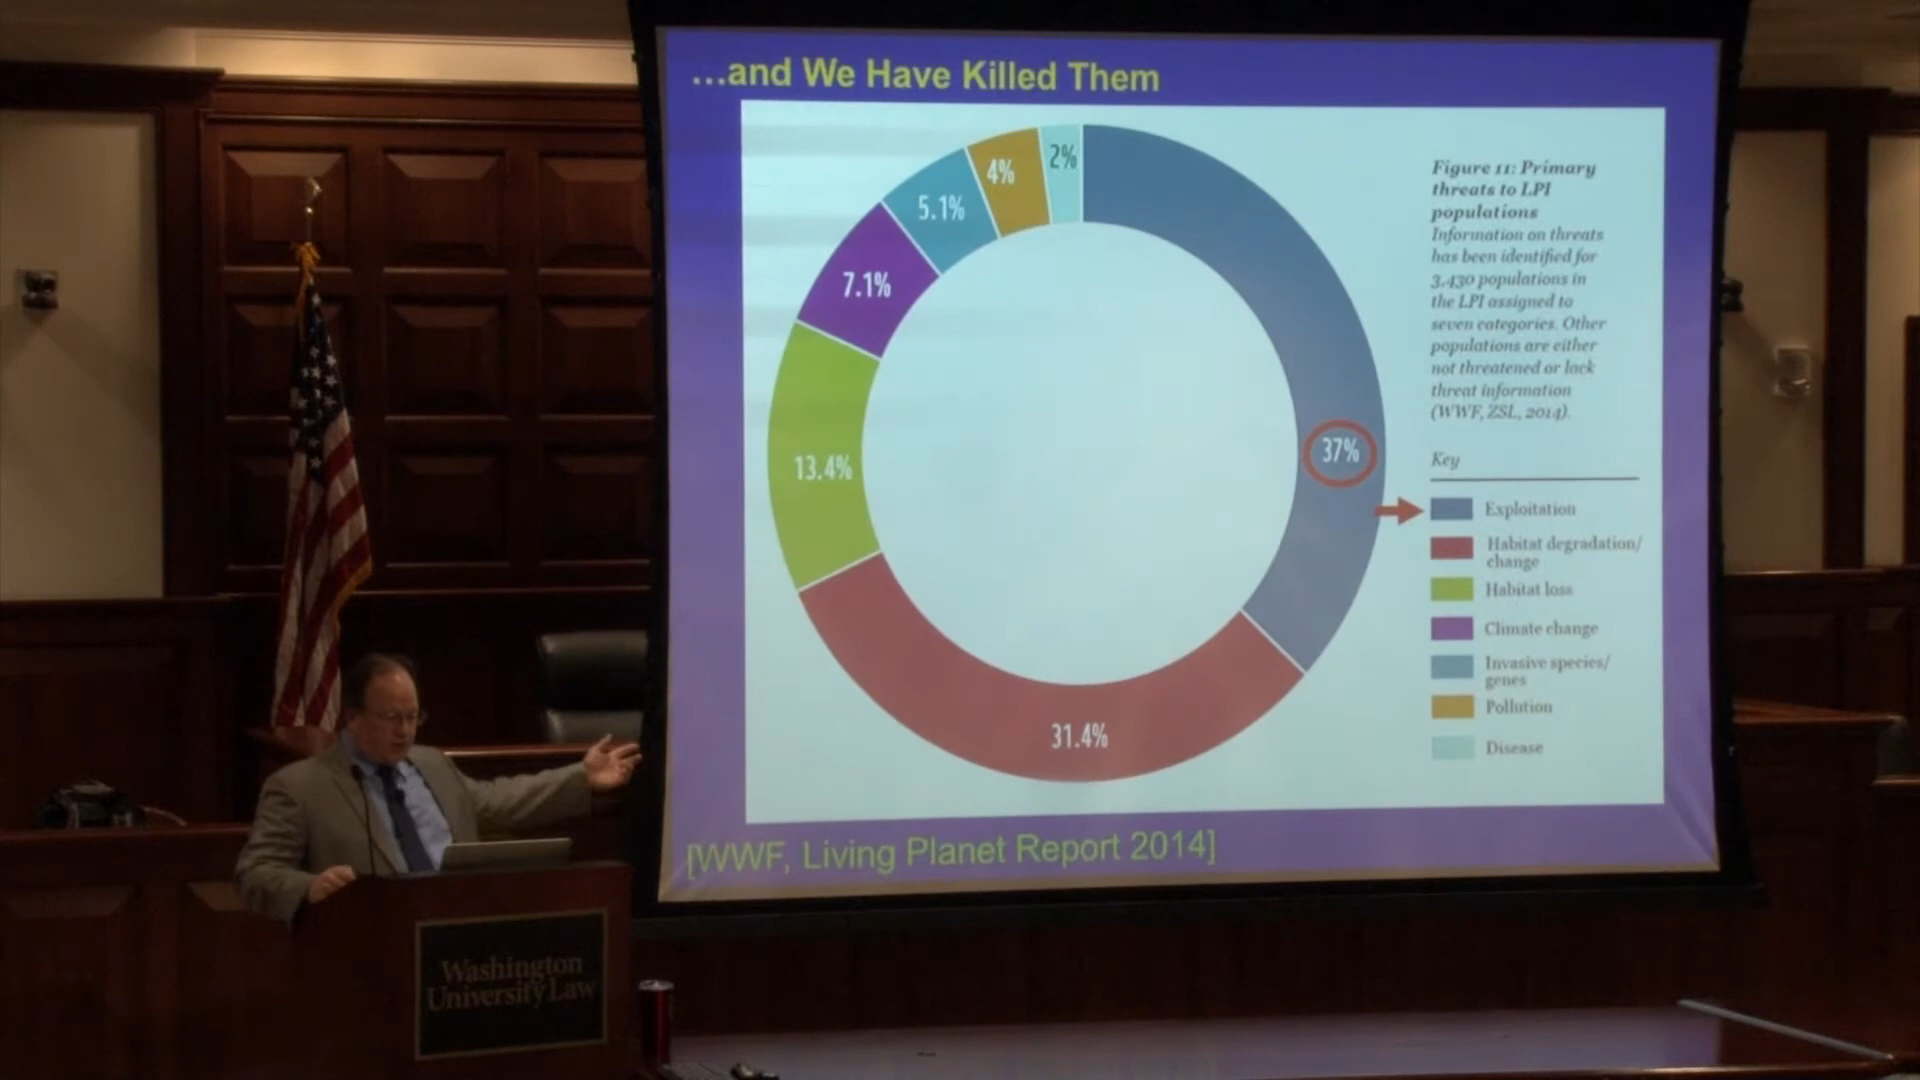 ...and We Have Killed Them
2%
4%
5.1%
7.1%
13.4%
37%
31.4%
Figure 11: Primary
threats to LPI
populations
Information on threats
has been identified for
3,430 populations in
the LPI assigned to
seven categories. Other
populations are either
not threatened or lack
threat information
(WWF, ZSL, 2014).
Key
Exploitation
Habitat degradation/
change
Habitat loss
Climate change
Invasive species/
genes
Pollution
Disease
[WWF, Living Planet Report 2014]
Washington
University Law